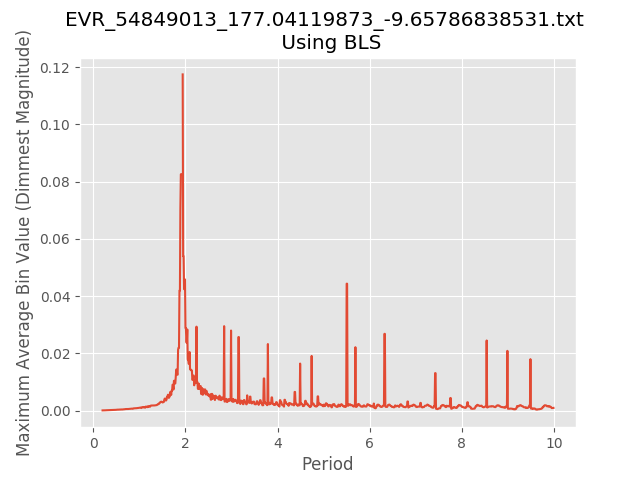 EVR_54849013_177.04119873_-9.65786838531.txt
Using BLS
Maximum Average Bin Value (Dimmest Magnitude)
0.12
0.10
0.08
0.06
0.04
0.02
0.00
0 2 4 6 8 10
Period